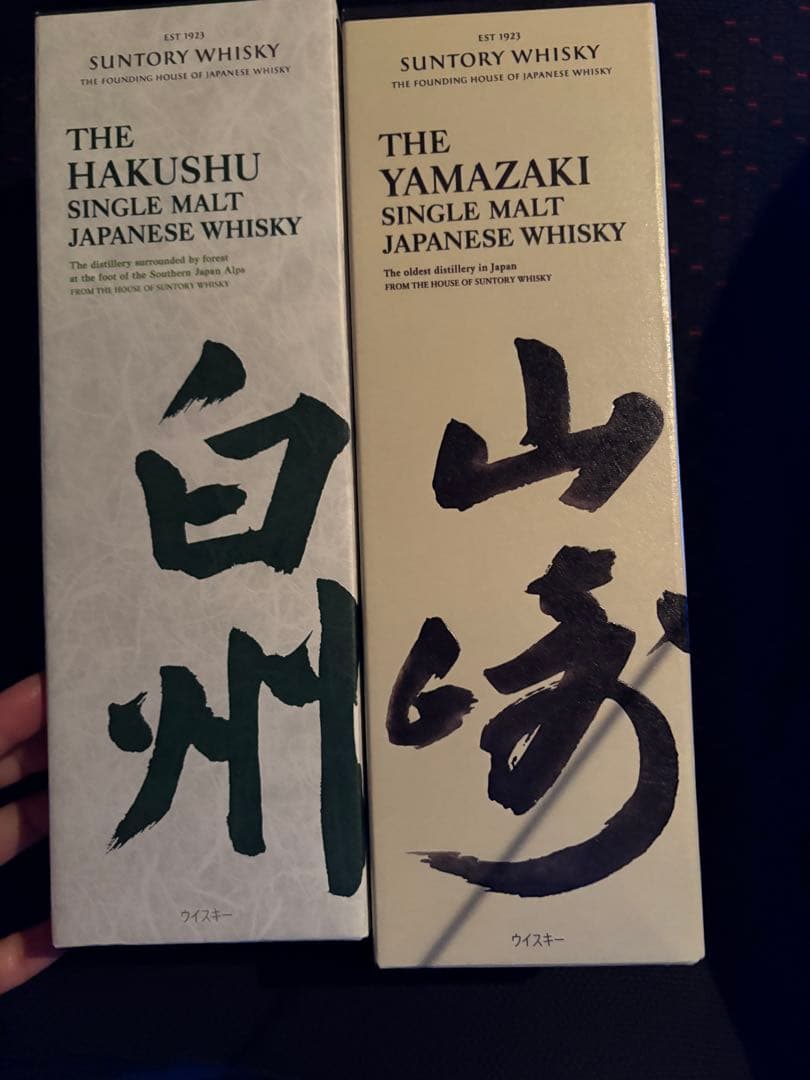 EST 1923
SUNTORY WHISKY
THE FOUNDING HOUSE OF JAPANESE WHISKY
THE
HAKUSHU
SINGLE MALT
JAPANESE WHISKY
The distillery surrounded by forest
at the foot of the Southern Japan Alps
FROM THE HOUSE OF SUNTORY WHISKY
白
州
ウイスキー
EST 1923
SUNTORY WHISKY
THE FOUNDING HOUSE OF JAPANESE WHISKY
THE
YAMAZAKI
SINGLE MALT
JAPANESE WHISKY
The oldest distillery in Japan
FROM THE HOUSE OF SUNTORY WHISKY
山
崎
ウイスキー